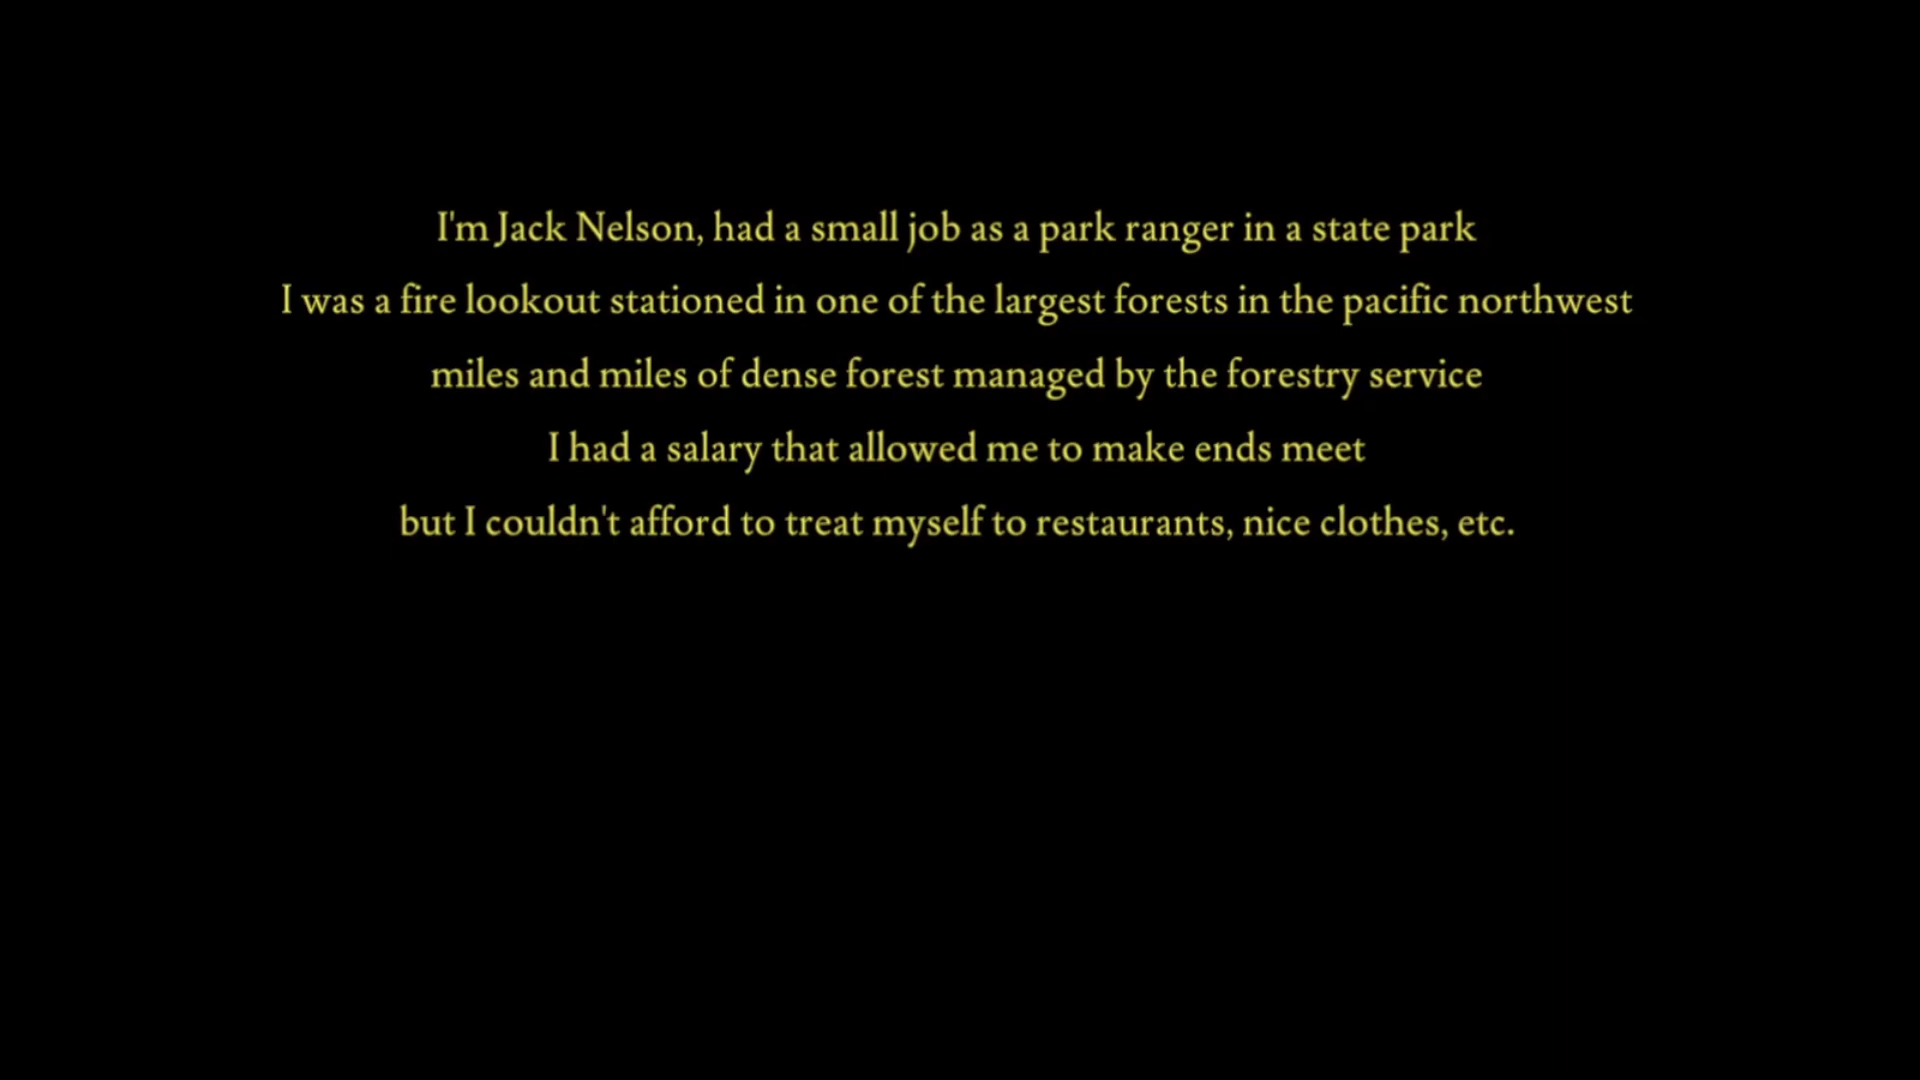 I'm Jack Nelson, had a small job as a park ranger in a state park
I was a fire lookout stationed in one of the largest forests in the pacific northwest
miles and miles of dense forest managed by the forestry service
I had a salary that allowed me to make ends meet
but I couldn't afford to treat myself to restaurants, nice clothes, etc.